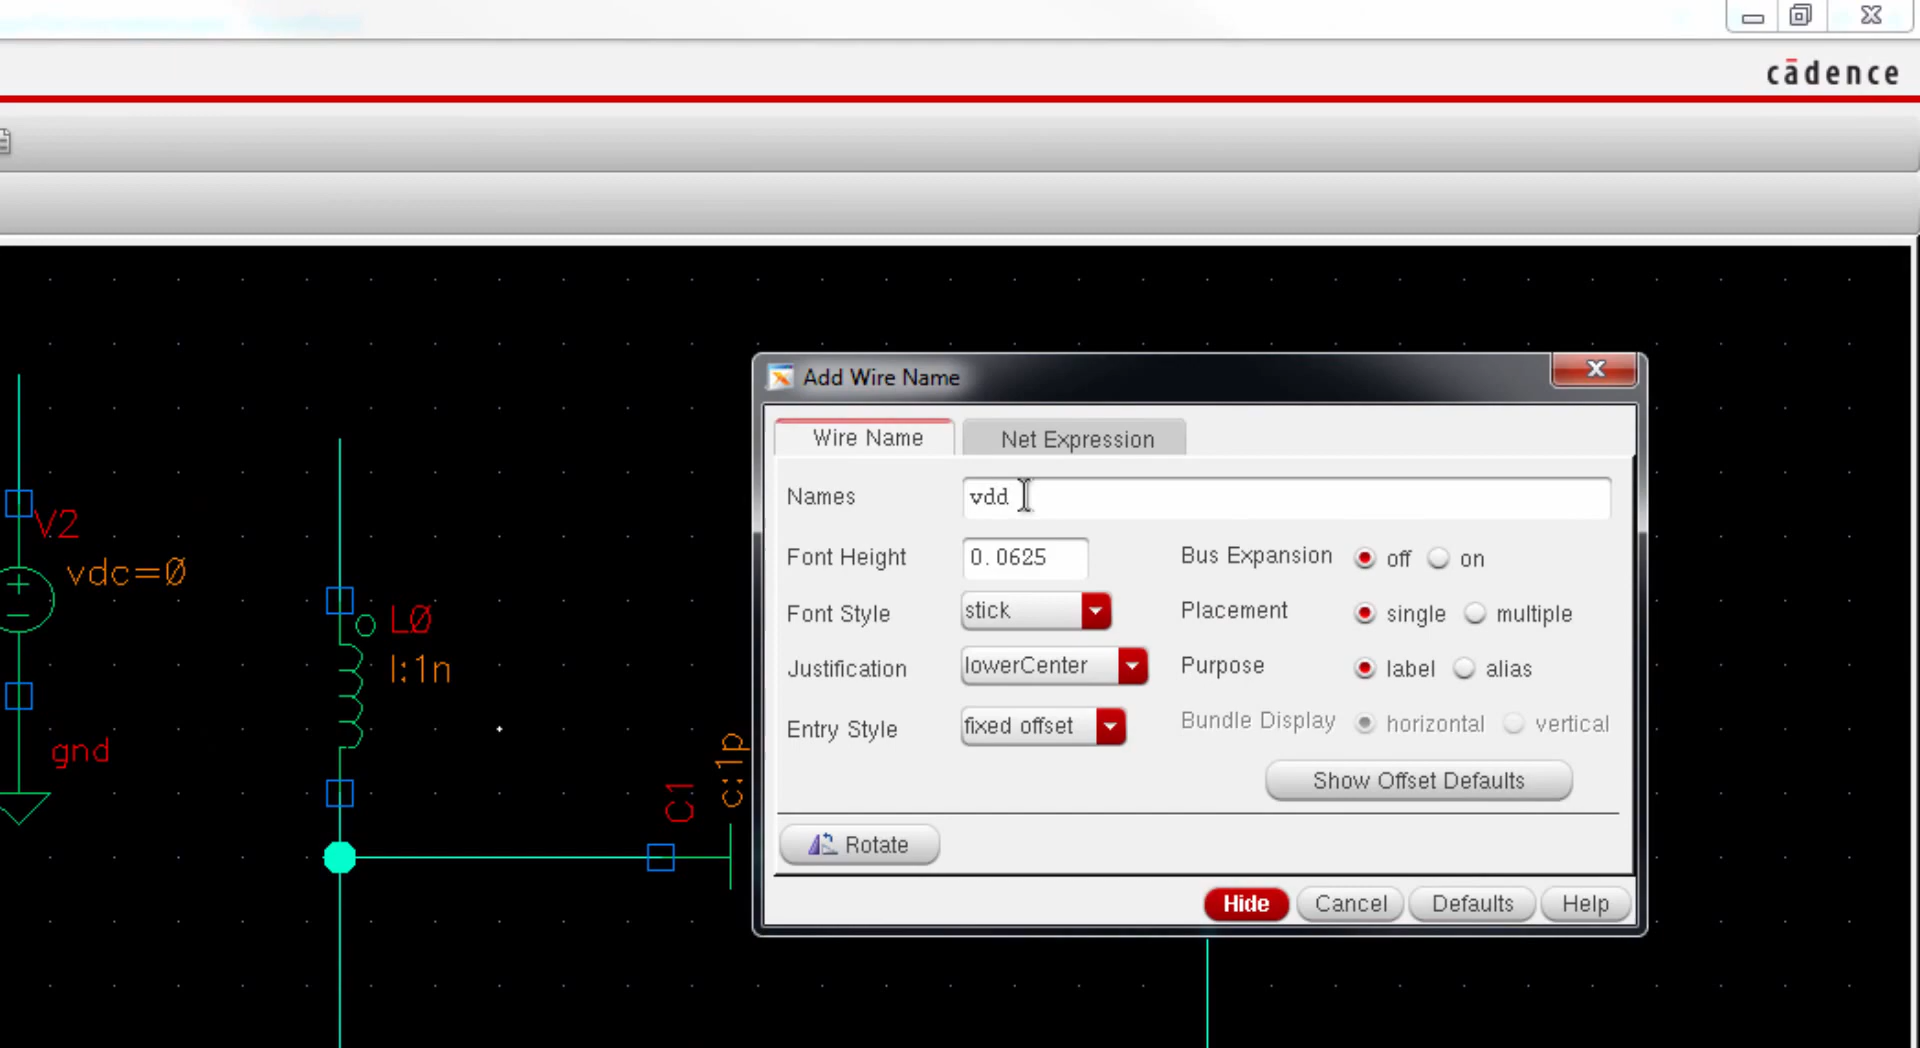 cādence
Add Wire Name
Wire Name
Net Expression
Names
vdd
Font Height
0.0625
Bus Expansion
off
on
Font Style
stick
Placement
single
multiple
Justification
lowerCenter
Purpose
label
alias
Entry Style
fixed offset
Bundle Display
horizontal
vertical
Show Offset Defaults
Rotate
Hide
Cancel
Defaults
Help
V2
vdc=0
gnd
L0
l:1n
C1
c:1p